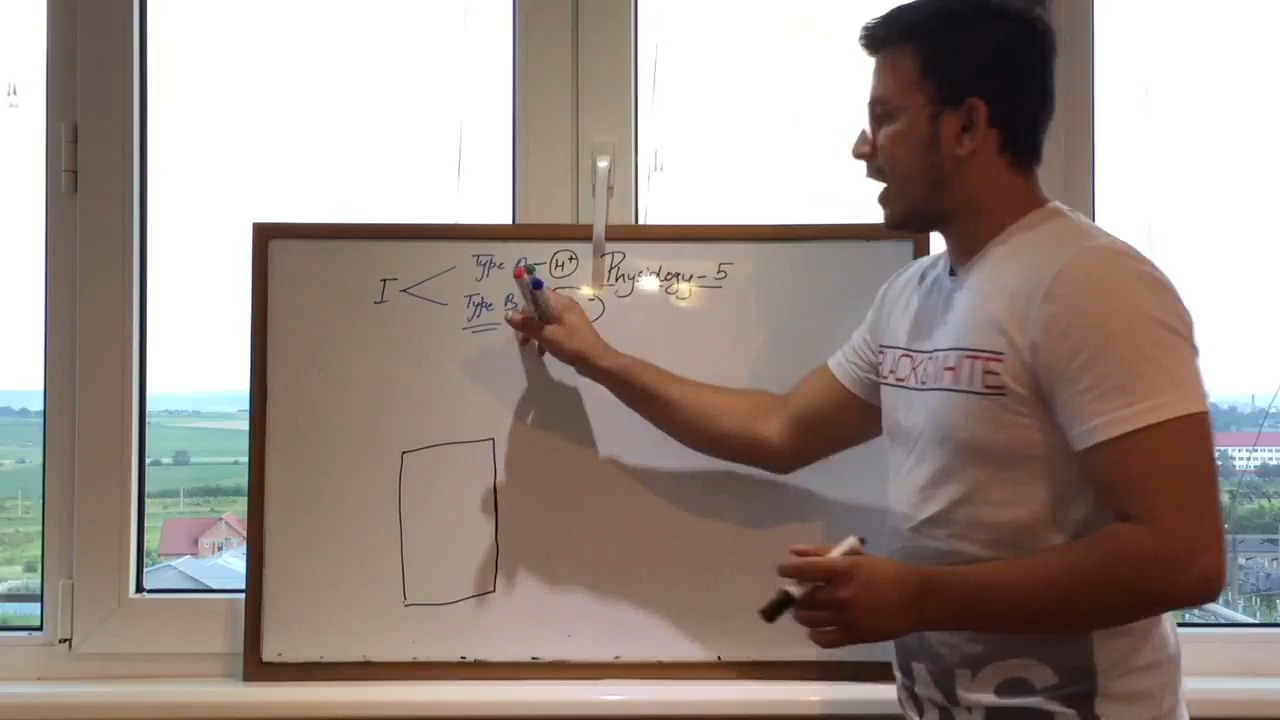 I
Type A - H+
Physiology - 5
Type B
BLACK&WHITE